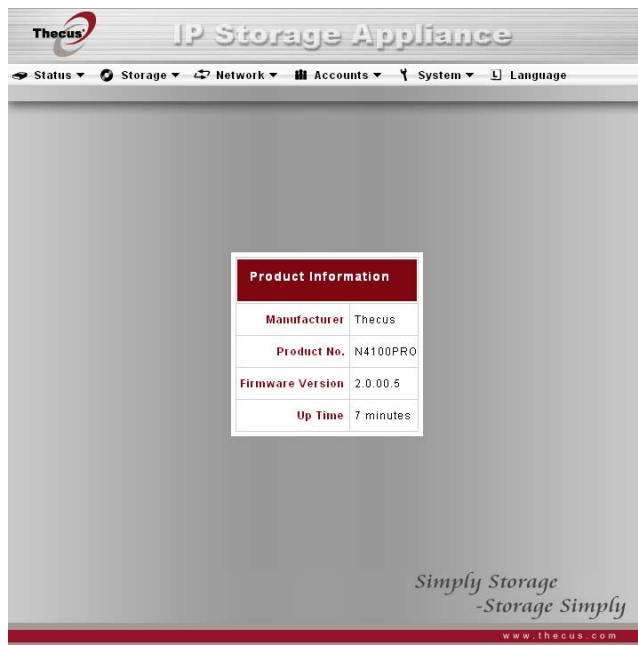 Thecus
IP Storage Appliance
Status Storage Network Accounts System L Language
Product Information
Manufacturer Thecus
Product No. N4100PRO
Firmware Version 2.0.00.5
Up Time 7 minutes
Simply Storage
-Storage Simply
www.thecus.com